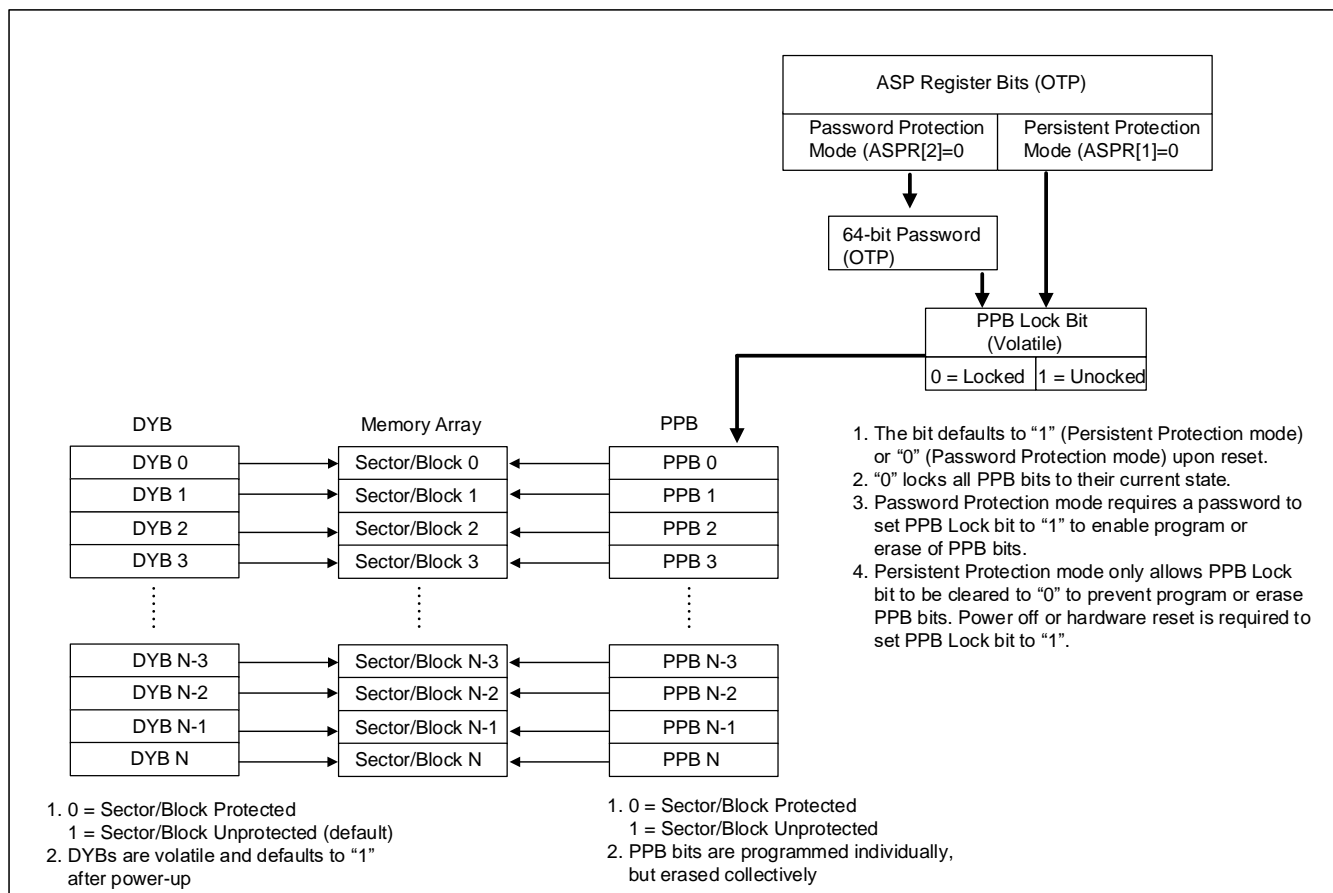 ASP Register Bits (OTP)
Password Protection
Mode (ASPR[2]=0
Persistent Protection
Mode (ASPR[1]=0
64-bit Password
(OTP)
PPB Lock Bit
(Volatile)
0 = Locked
1 = Unocked
1. The bit defaults to “1” (Persistent Protection mode)
or “0” (Password Protection mode) upon reset.
2. “0” locks all PPB bits to their current state.
3. Password Protection mode requires a password to
set PPB Lock bit to “1” to enable program or
erase of PPB bits.
4. Persistent Protection mode only allows PPB Lock
bit to be cleared to “0” to prevent program or erase
PPB bits. Power off or hardware reset is required to
set PPB Lock bit to “1”.
DYB
Memory Array
PPB
DYB 0
Sector/Block 0
PPB 0
DYB 1
Sector/Block 1
PPB 1
DYB 2
Sector/Block 2
PPB 2
DYB 3
Sector/Block 3
PPB 3
DYB N-3
Sector/Block N-3
PPB N-3
DYB N-2
Sector/Block N-2
PPB N-2
DYB N-1
Sector/Block N-1
PPB N-1
DYB N
Sector/Block N
PPB N
1. 0 = Sector/Block Protected
1 = Sector/Block Unprotected (default)
2. DYBs are volatile and defaults to “1”
after power-up
1. 0 = Sector/Block Protected
1 = Sector/Block Unprotected
2. PPB bits are programmed individually,
but erased collectively